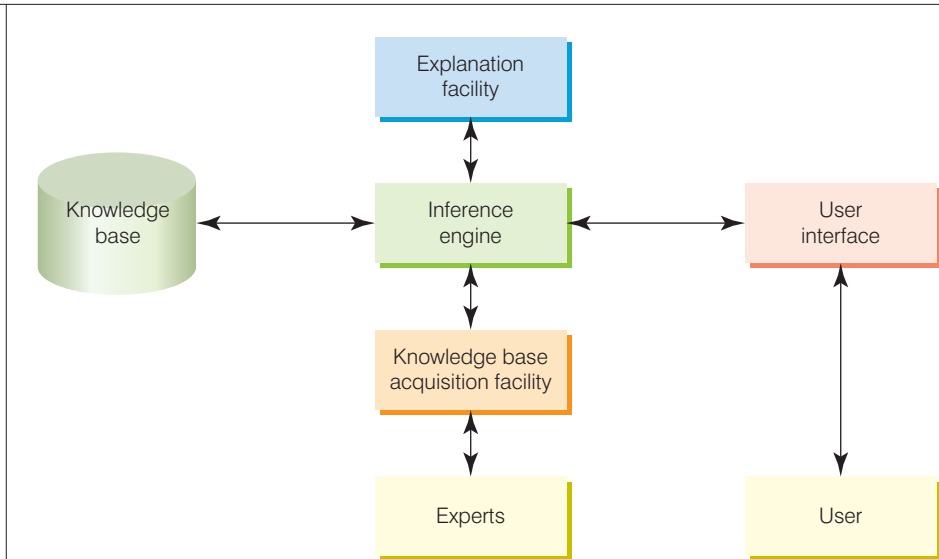 Explanation
facility
Knowledge
base
Inference
engine
User
interface
Knowledge base
acquisition facility
Experts
User